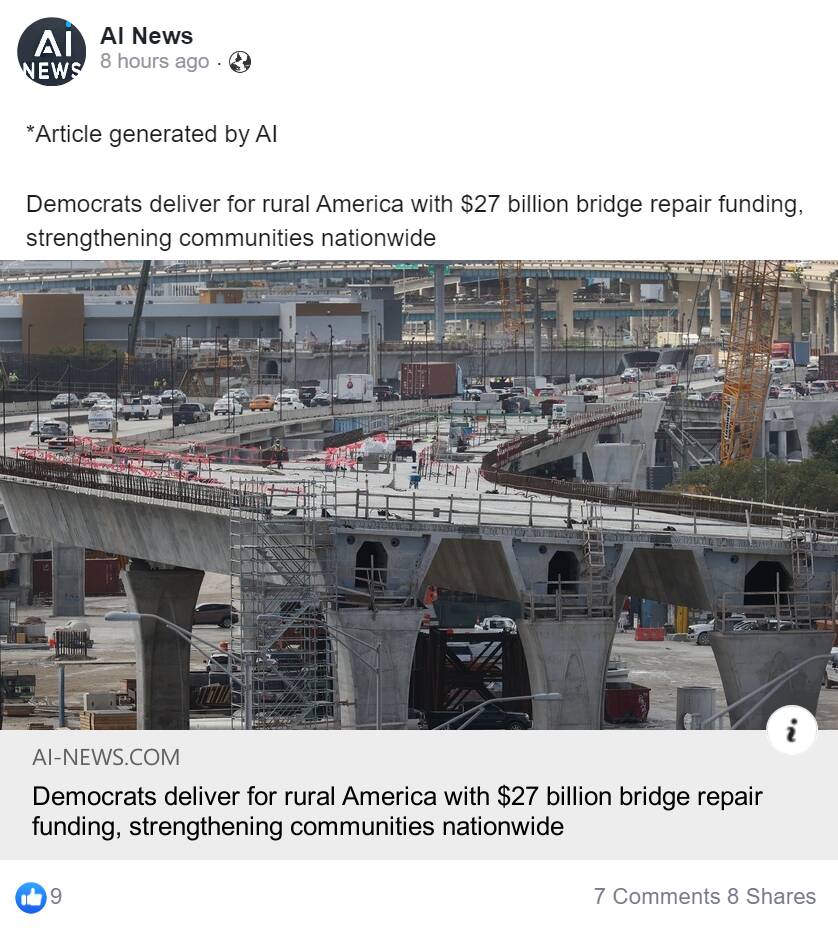 AI
NEWS
AI News
8 hours ago ·
*Article generated by AI
Democrats deliver for rural America with $27 billion bridge repair funding,
strengthening communities nationwide
i
AI-NEWS.COM
Democrats deliver for rural America with $27 billion bridge repair
funding, strengthening communities nationwide
9
7 Comments 8 Shares